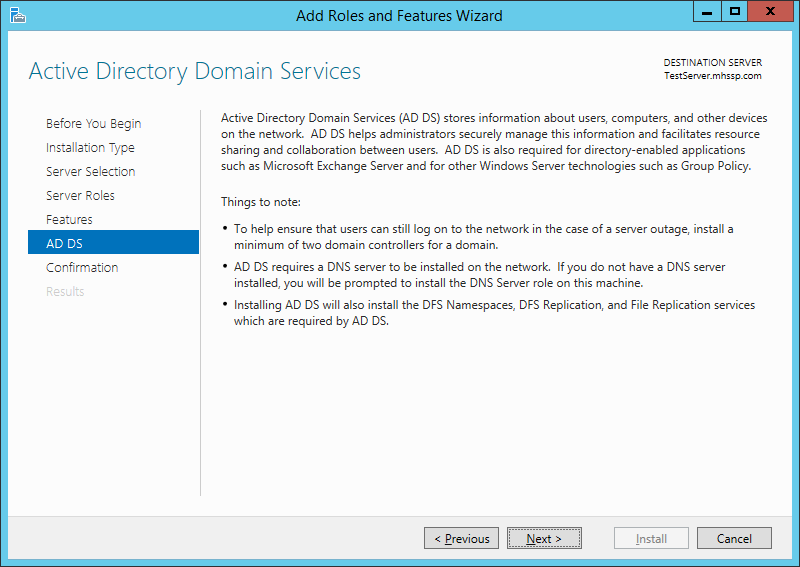 Add Roles and Features Wizard
Active Directory Domain Services
DESTINATION SERVER
TestServer.mhssp.com
Before You Begin
Installation Type
Server Selection
Server Roles
Features
AD DS
Confirmation
Results
Active Directory Domain Services (AD DS) stores information about users, computers, and other devices
on the network.  AD DS helps administrators securely manage this information and facilitates resource
sharing and collaboration between users.  AD DS is also required for directory-enabled applications
such as Microsoft Exchange Server and for other Windows Server technologies such as Group Policy.
Things to note:
• To help ensure that users can still log on to the network in the case of a server outage, install a
minimum of two domain controllers for a domain.
• AD DS requires a DNS server to be installed on the network.  If you do not have a DNS server
installed, you will be prompted to install the DNS Server role on this machine.
• Installing AD DS will also install the DFS Namespaces, DFS Replication, and File Replication services
which are required by AD DS.
< Previous
Next >
Install
Cancel